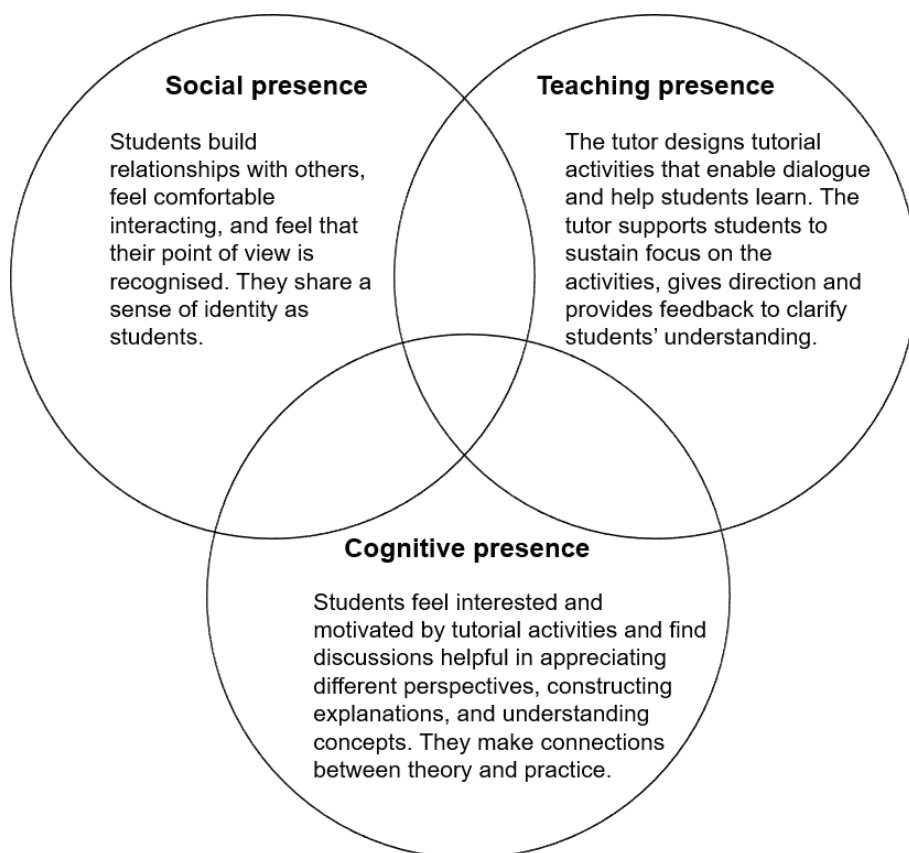 Social presence
Students build
relationships with others,
feel comfortable
interacting, and feel that
their point of view is
recognised. They share a
sense of identity as
students.
Teaching presence
The tutor designs tutorial
activities that enable dialogue
and help students learn. The
tutor supports students to
sustain focus on the
activities, gives direction and
provides feedback to clarify
students’ understanding.
Cognitive presence
Students feel interested and
motivated by tutorial activities and find
discussions helpful in appreciating
different perspectives, constructing
explanations, and understanding
concepts. They make connections
between theory and practice.